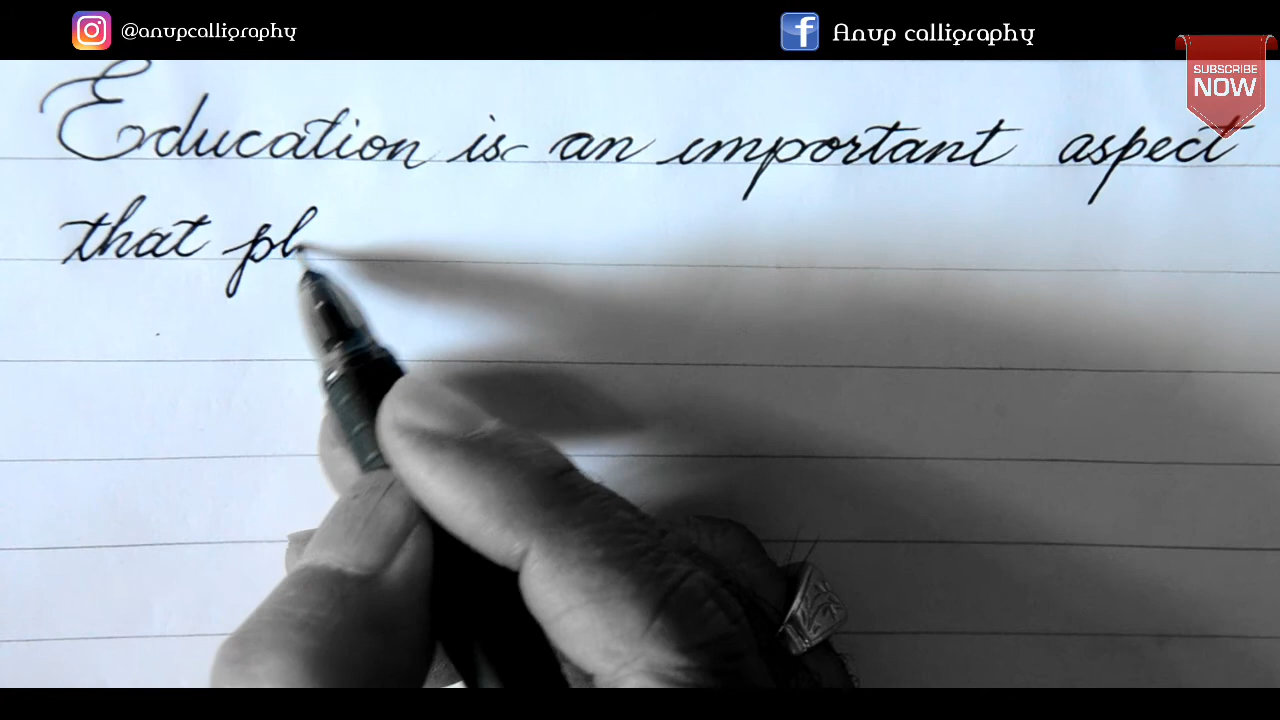 @anupcalligraphy
Anup calligraphy
SUBSCRIBE
NOW
Education is an important aspect
that pl